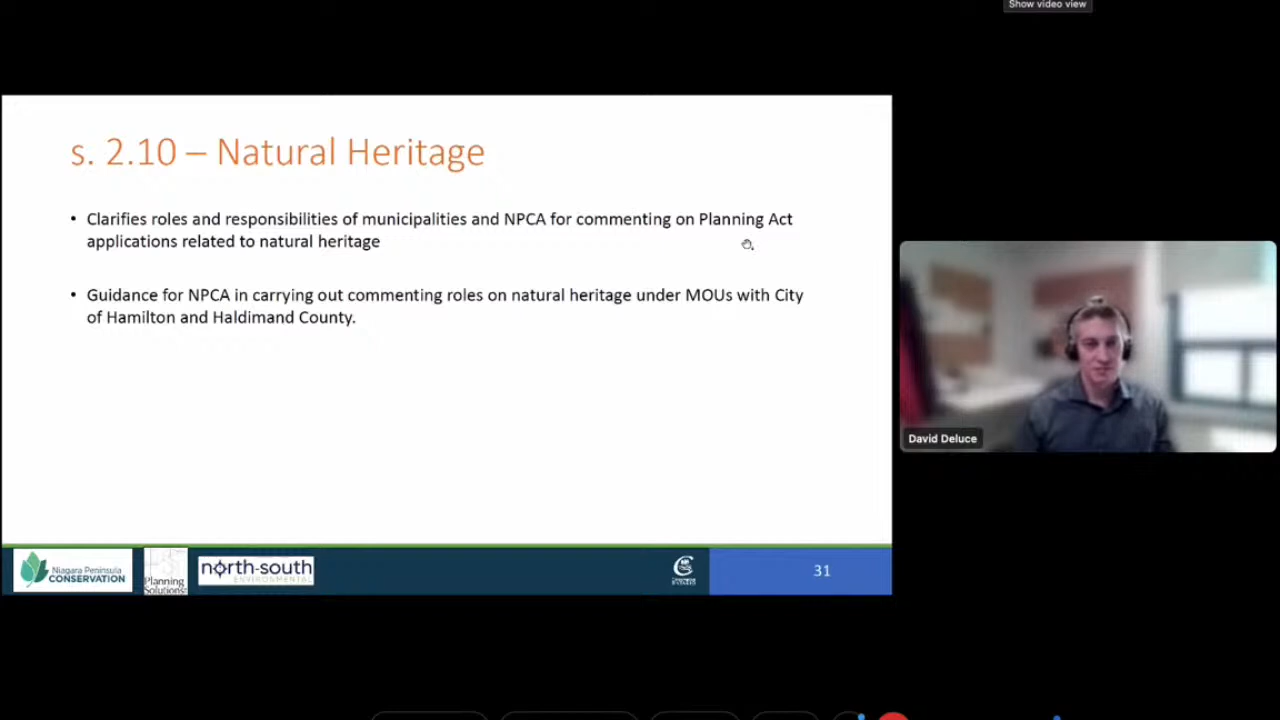 Show video view
s. 2.10 – Natural Heritage
• Clarifies roles and responsibilities of municipalities and NPCA for commenting on Planning Act
applications related to natural heritage
• Guidance for NPCA in carrying out commenting roles on natural heritage under MOUs with City
of Hamilton and Haldimand County.
David Deluce
Niagara Peninsula
CONSERVATION
Planning
Solutions
north-south
ENVIRONMENTAL
31